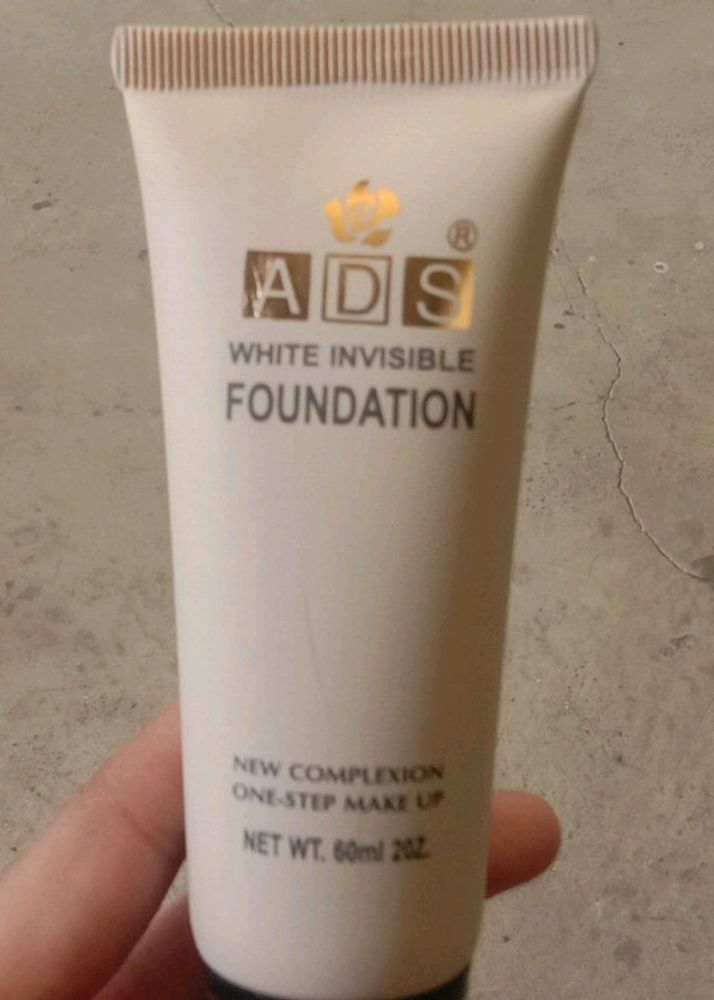 ®
ADS
WHITE INVISIBLE
FOUNDATION
NEW COMPLEXION
ONE-STEP MAKE UP
NET WT. 60ml 2OZ.